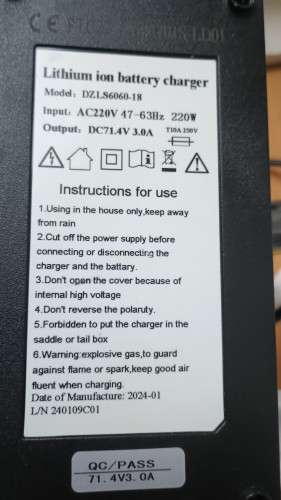 Lithium ion battery charger
Model: DZLS6060-18
Input: AC220V 47-63Hz 220W
Output: DC71.4V 3.0A T10A 250V
Instructions for use
1.Using in the house only,keep away
from rain
2.Cut off the power supply before
connecting or disconnecting the
charger and the battary.
3.Don't open the cover because of
internal high voltage
4.Don't reverse the polaruty.
5.Forbidden to put the charger in the
saddle or tail box
6.Warning:explosive gas,to guard
against flame or spark,keep good air
fluent when charging.
Date of Manufacture: 2024-01
L/N 240109C01
QC/PASS
71.4V3.0A